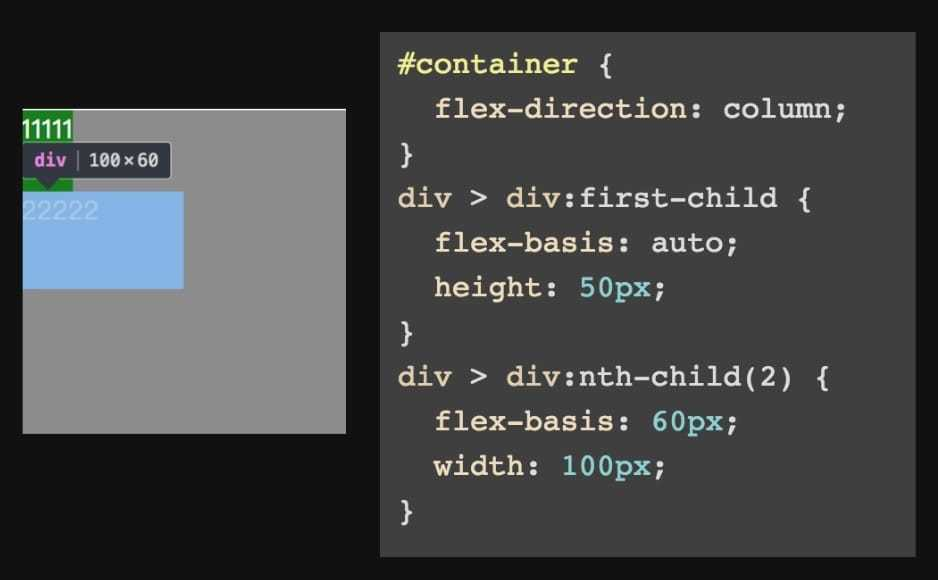 11111
div | 100×60
22222
#container {
  flex-direction: column;
}
div > div:first-child {
  flex-basis: auto;
  height: 50px;
}
div > div:nth-child(2) {
  flex-basis: 60px;
  width: 100px;
}